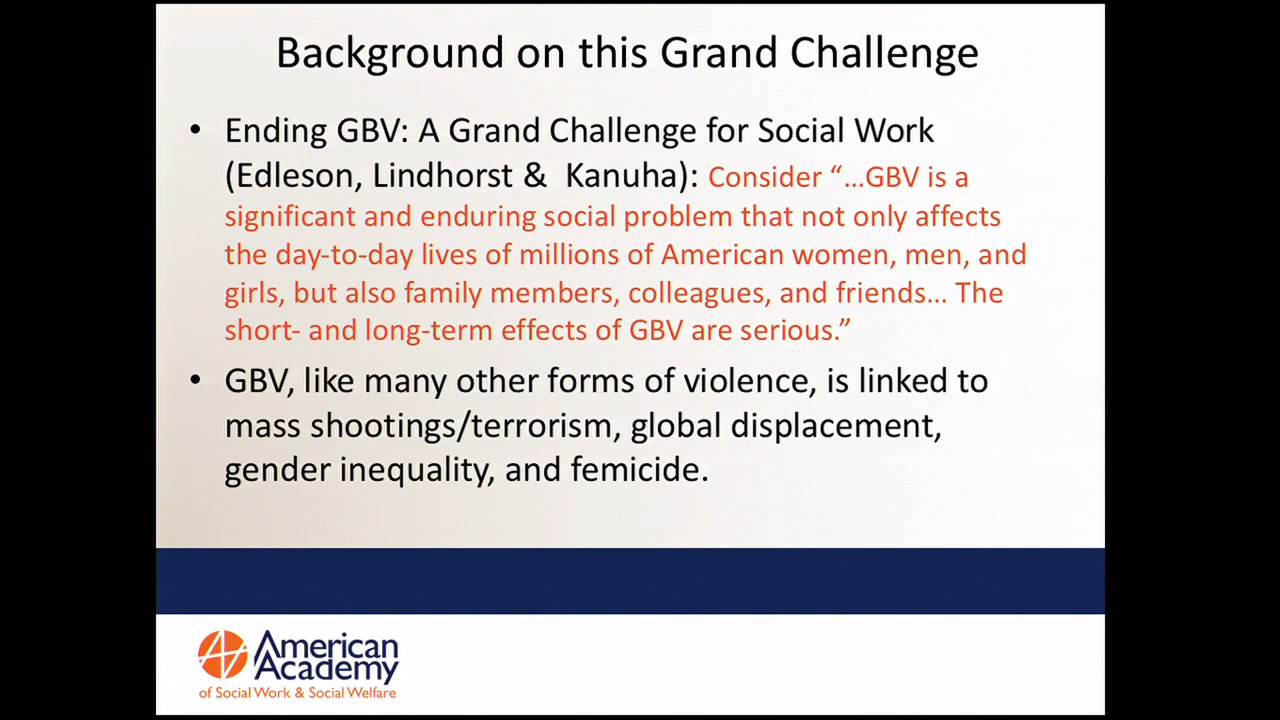 Background on this Grand Challenge
• Ending GBV: A Grand Challenge for Social Work
(Edleson, Lindhorst & Kanuha): Consider “…GBV is a
significant and enduring social problem that not only affects
the day-to-day lives of millions of American women, men, and
girls, but also family members, colleagues, and friends… The
short- and long-term effects of GBV are serious.”
• GBV, like many other forms of violence, is linked to
mass shootings/terrorism, global displacement,
gender inequality, and femicide.
American
Academy
of Social Work & Social Welfare